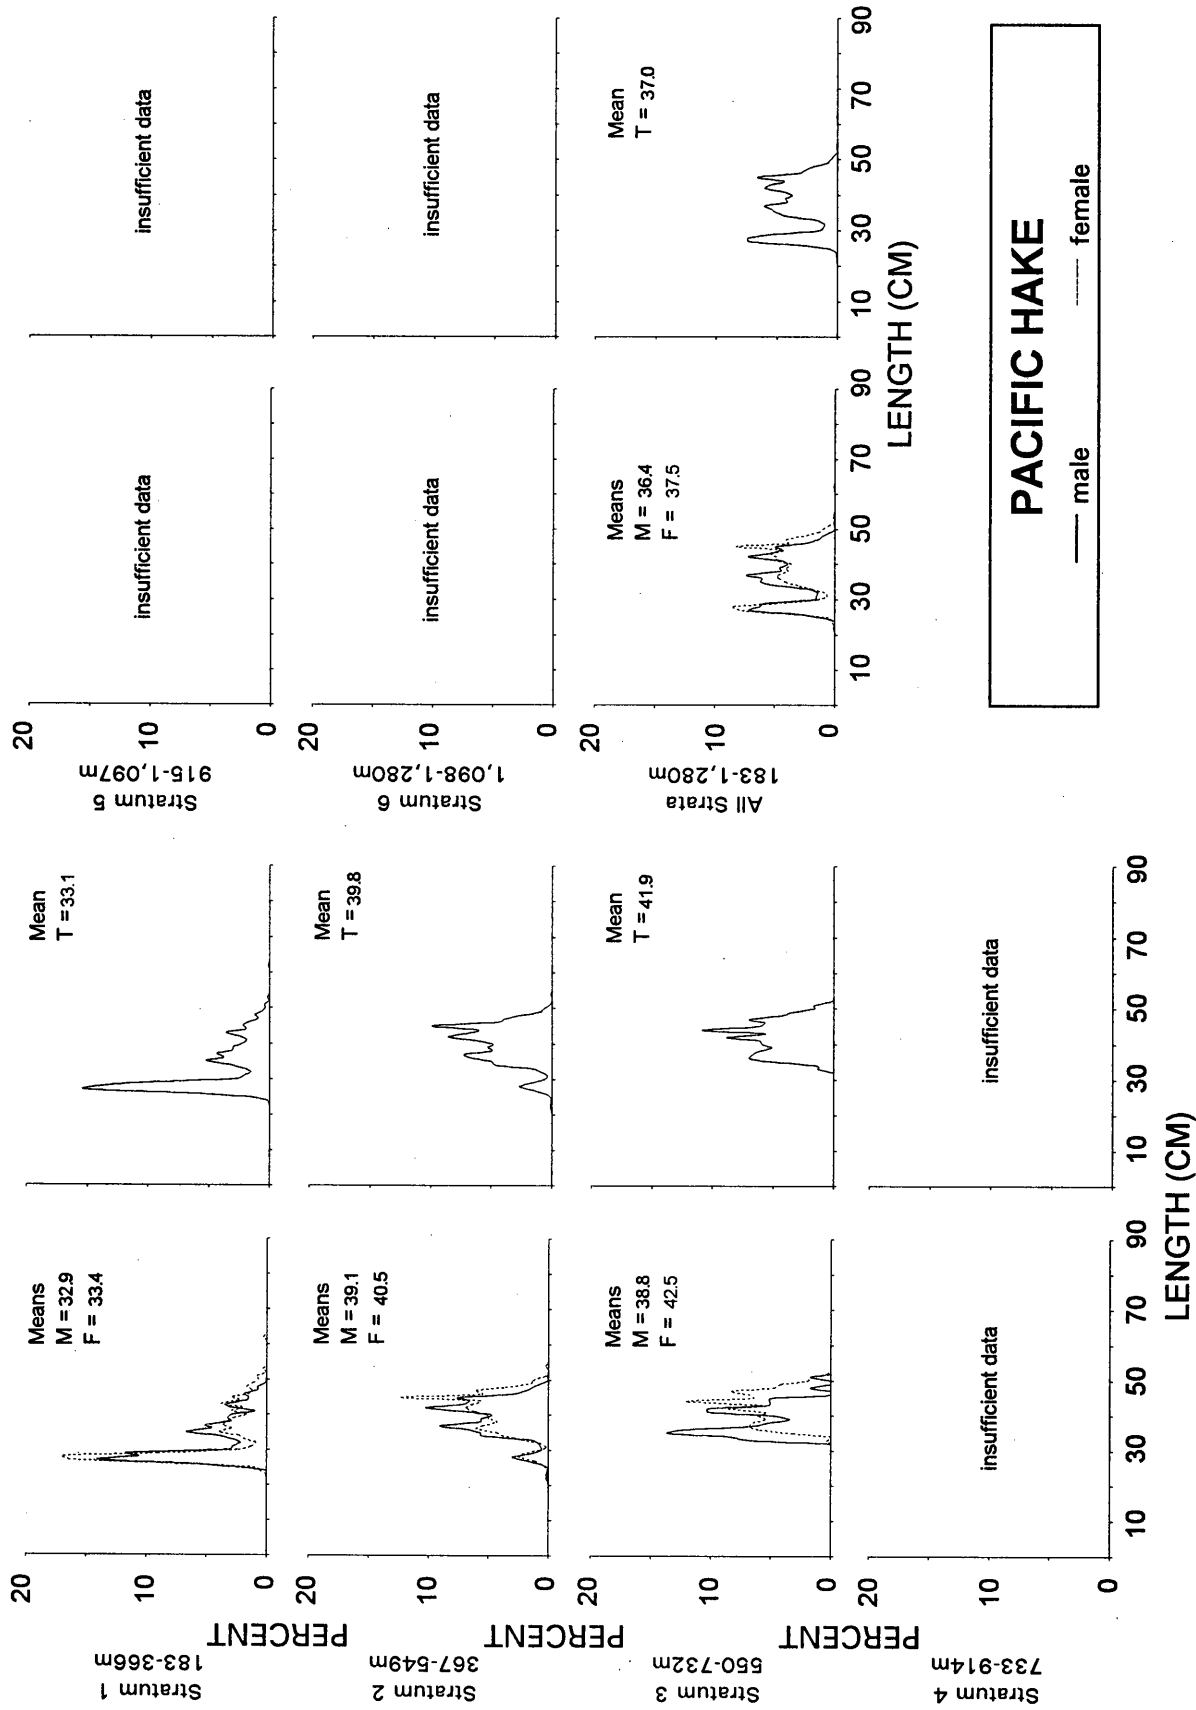 Stratum 1
183-366m
PERCENT
20
10
0
Means
M = 32.9
F = 33.4
Mean
T = 33.1
Stratum 2
367-549m
PERCENT
20
10
0
Means
M = 39.1
F = 40.5
Mean
T = 39.8
Stratum 3
550-732m
PERCENT
20
10
0
Means
M = 38.8
F = 42.5
Mean
T = 41.9
Stratum 4
733-914m
20
10
0
insufficient data
insufficient data
10 30 50 70 90
10 30 50 70 90
LENGTH (CM)
Stratum 5
915-1,097m
20
10
0
insufficient data
insufficient data
Stratum 6
1,098-1,280m
20
10
0
insufficient data
insufficient data
All Strata
183-1,280m
20
10
0
Means
M = 36.4
F = 37.5
Mean
T = 37.0
10 30 50 70 90
10 30 50 70 90
LENGTH (CM)
PACIFIC HAKE
male female